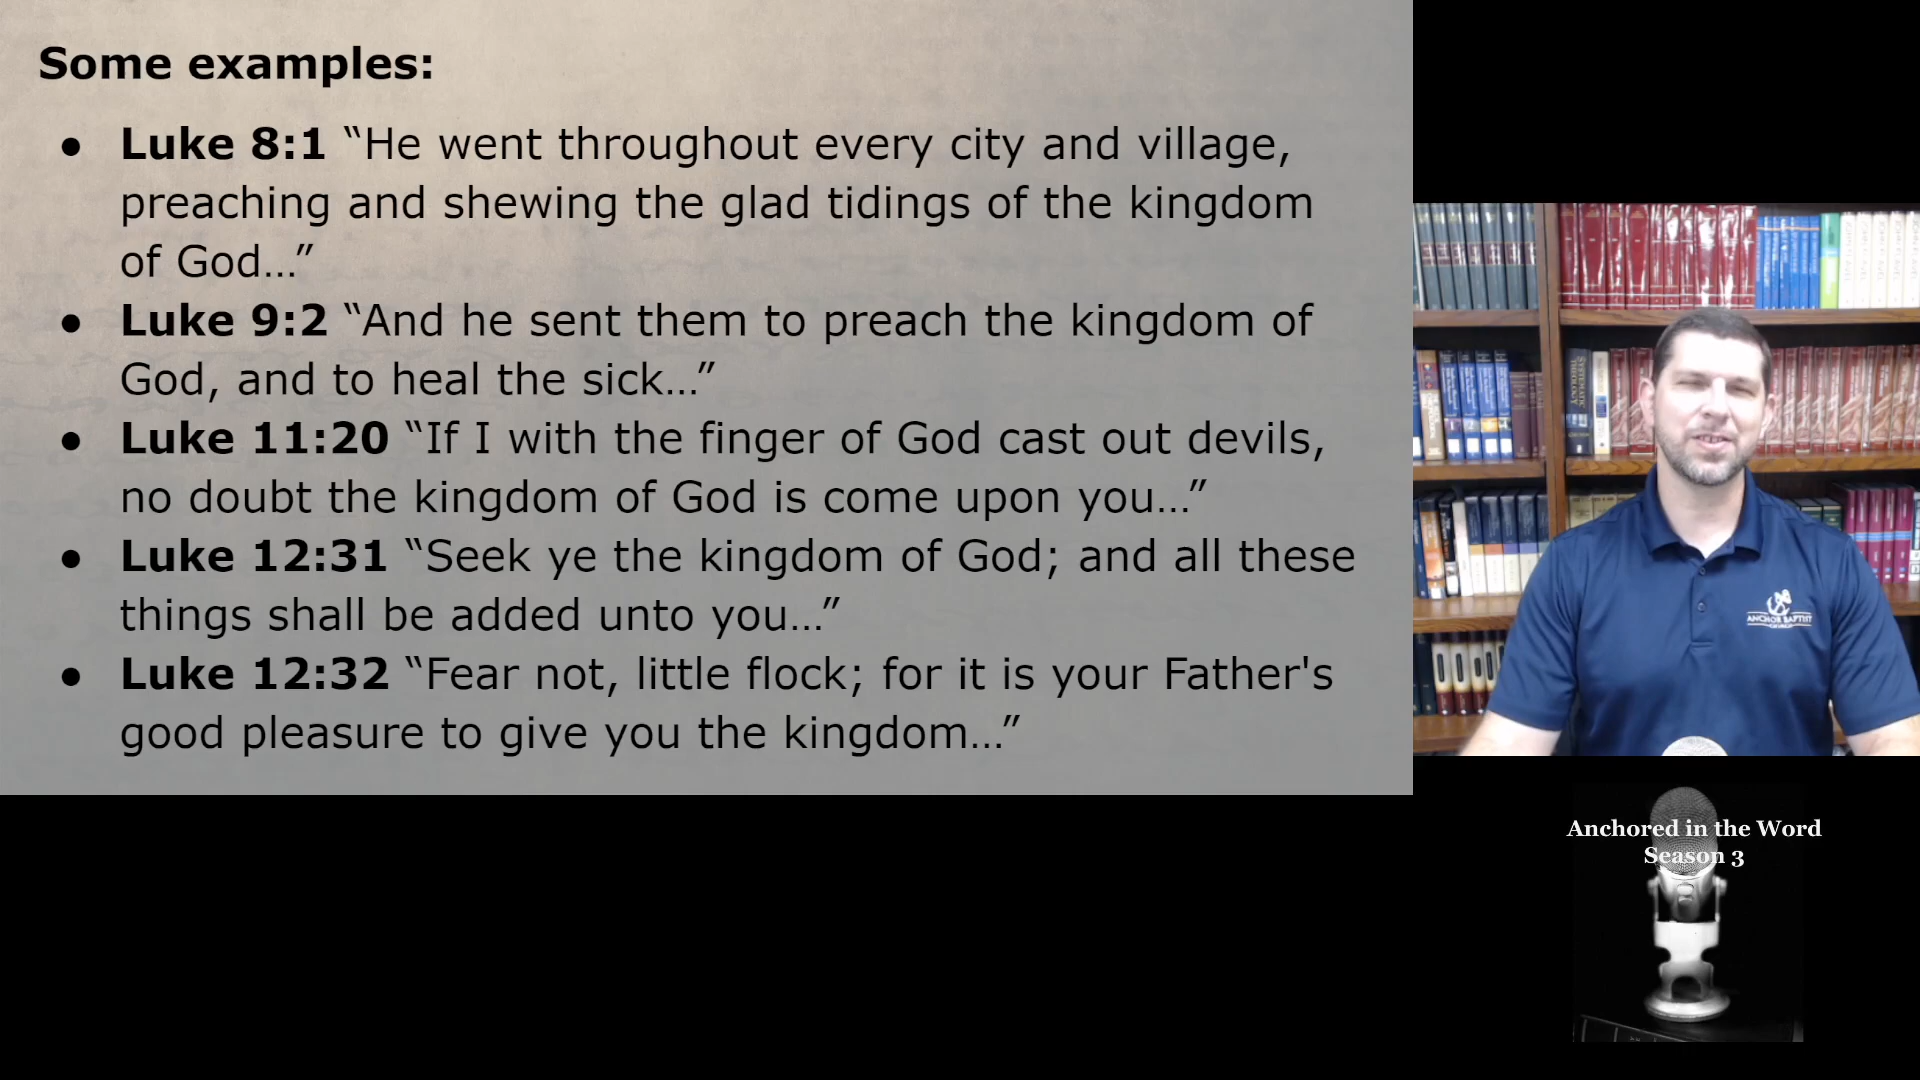 Some examples:
● Luke 8:1 “He went throughout every city and village,
preaching and shewing the glad tidings of the kingdom
of God…”
● Luke 9:2 “And he sent them to preach the kingdom of
God, and to heal the sick…”
● Luke 11:20 “If I with the finger of God cast out devils,
no doubt the kingdom of God is come upon you…”
● Luke 12:31 “Seek ye the kingdom of God; and all these
things shall be added unto you…”
● Luke 12:32 “Fear not, little flock; for it is your Father's
good pleasure to give you the kingdom…”
SYSTEMATIC
THEOLOGY
ANCHOR BAPTIST
CHURCH
Anchored in the Word
Season 3